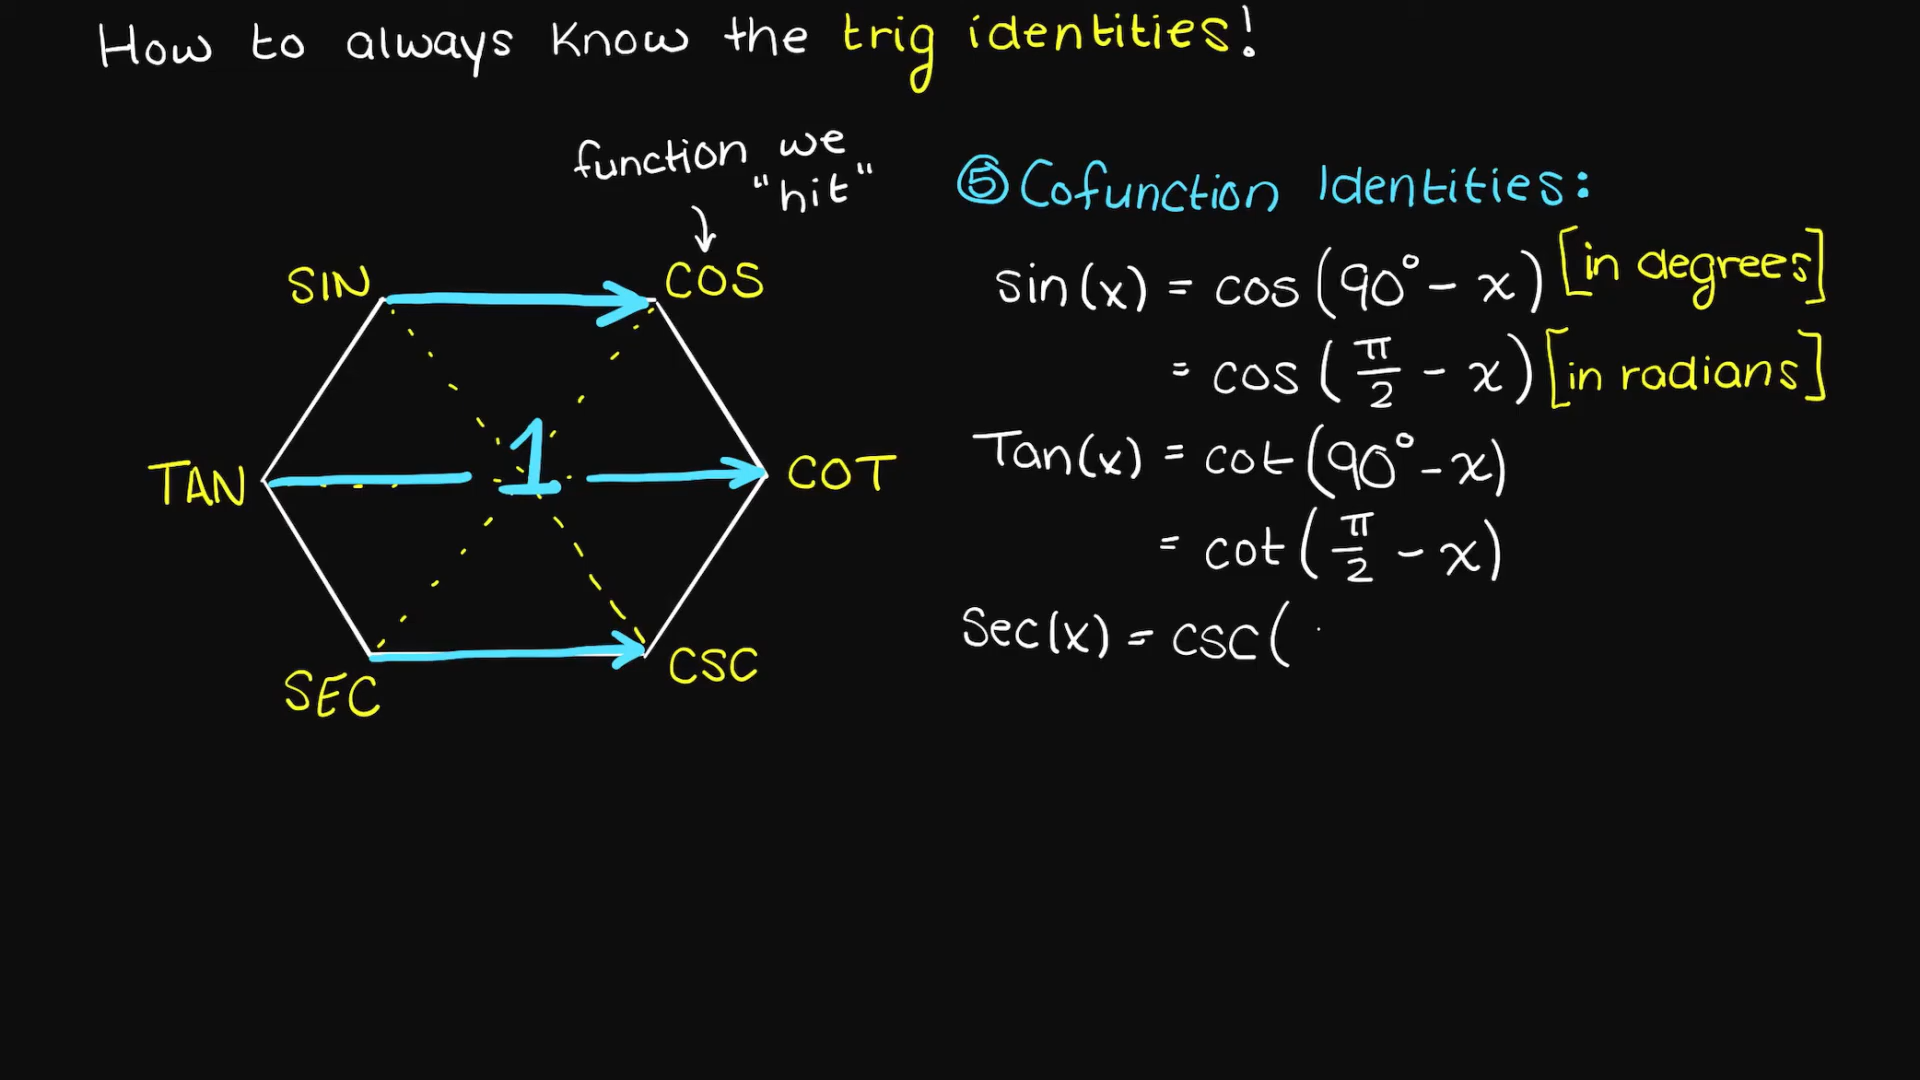 How to always know the trig identities!
function we
"hit"
SIN
COS
TAN
1
COT
SEC
CSC
⑤ Cofunction Identities:
sin(x) = cos(90° - x) [in degrees]
= cos(π/2 - x) [in radians]
Tan(x) = cot(90° - x)
= cot(π/2 - x)
Sec(x) = CSC(